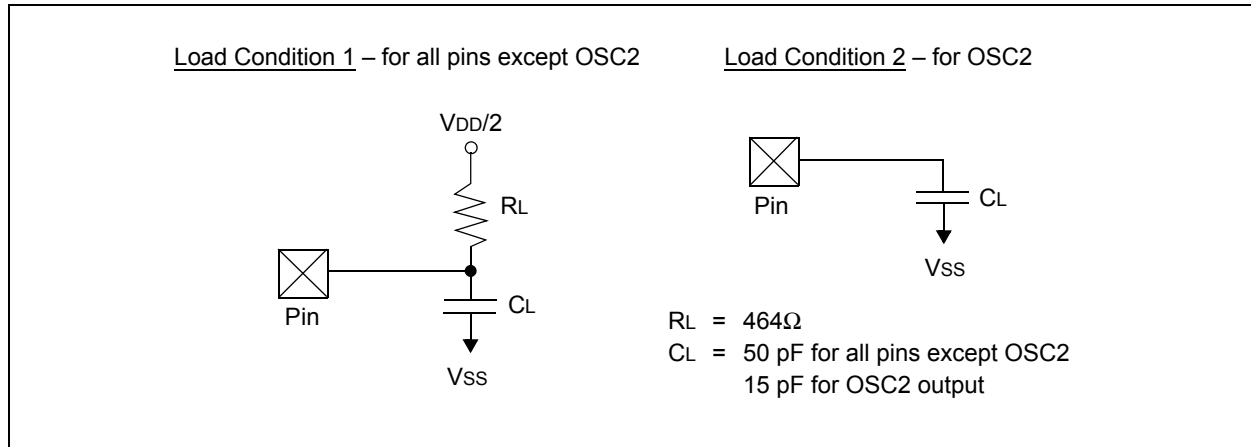 Load Condition 1 – for all pins except OSC2
VDD/2
RL
Pin
CL
VSS
Load Condition 2 – for OSC2
Pin
CL
VSS
RL = 464Ω
CL = 50 pF for all pins except OSC2
15 pF for OSC2 output